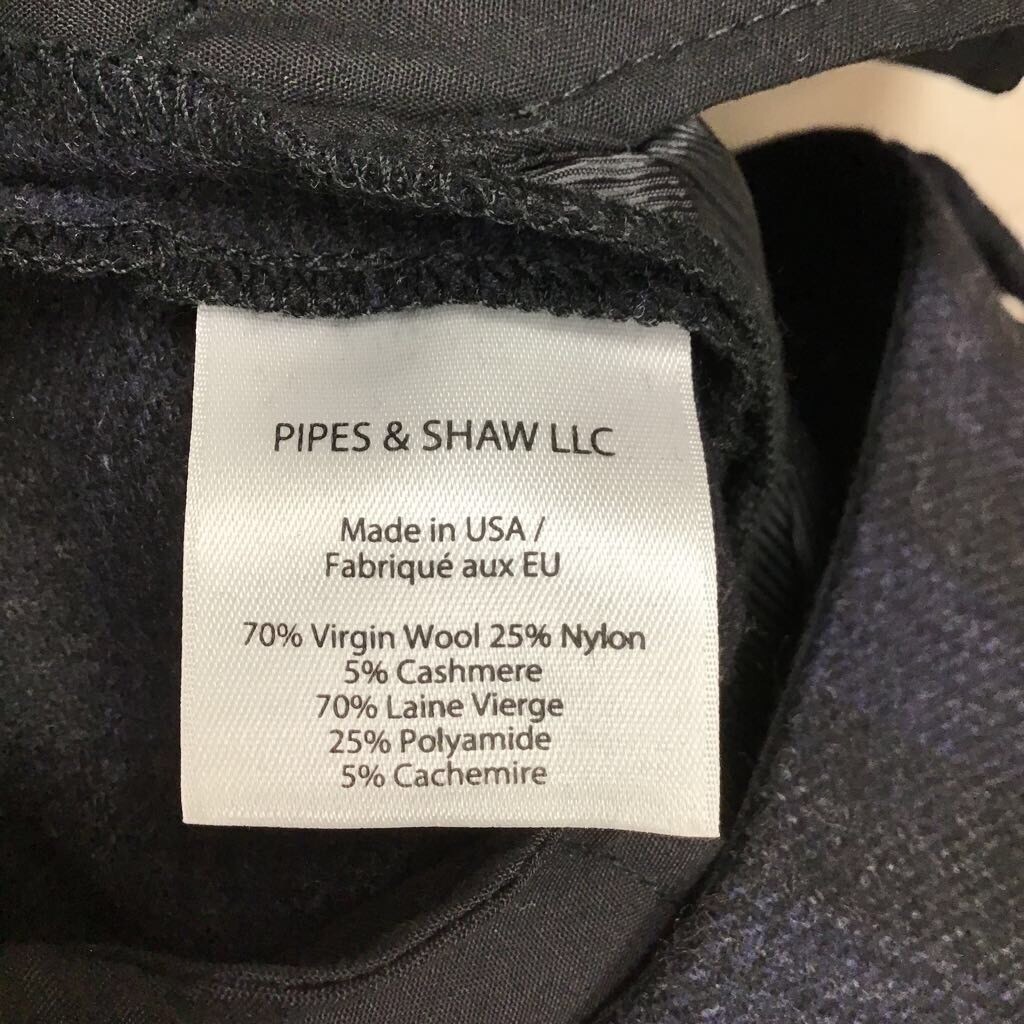 PIPES & SHAW LLC
Made in USA /
Fabriqué aux EU
70% Virgin Wool 25% Nylon
5% Cashmere
70% Laine Vierge
25% Polyamide
5% Cachemire